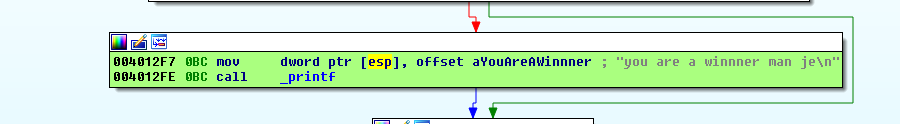 004012F7 0BC mov dword ptr [esp], offset aYouAreAWinnner ; "you are a winnner man je\n"
004012FE 0BC call _printf